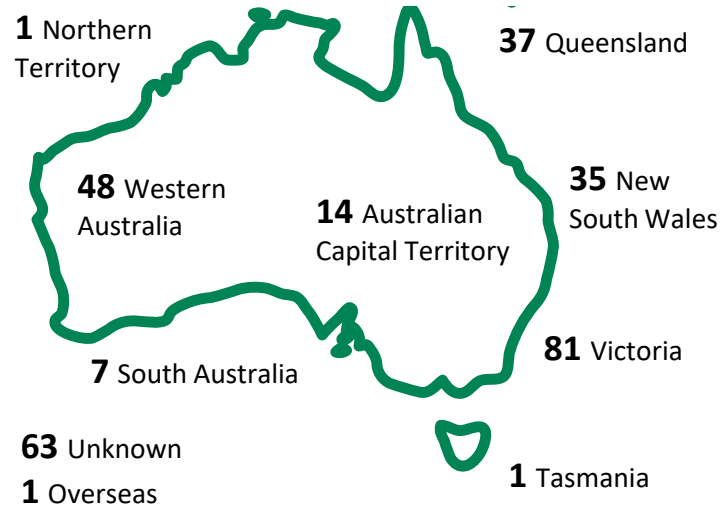 1 Northern
Territory
37 Queensland
48 Western
Australia
14 Australian
Capital Territory
35 New
South Wales
7 South Australia
81 Victoria
63 Unknown
1 Overseas
1 Tasmania